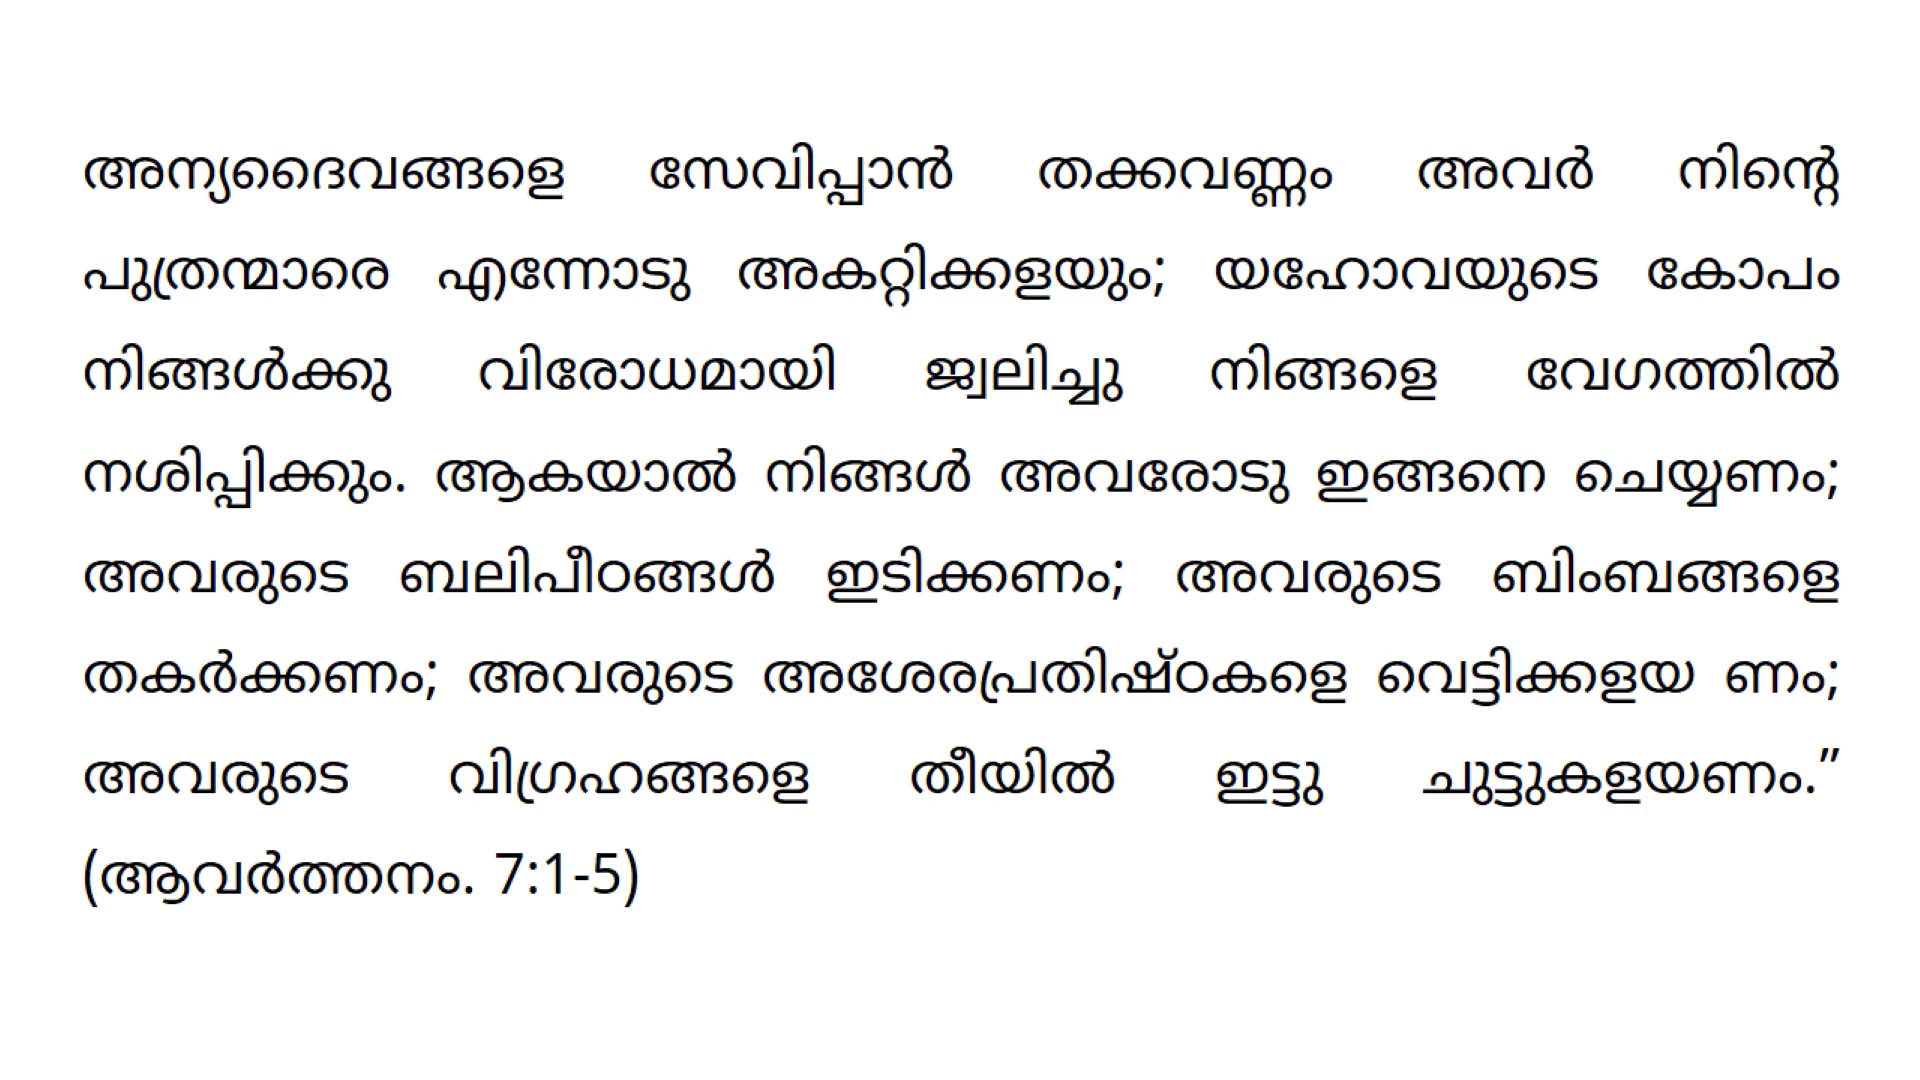 അന്യദൈവങ്ങളെ സേവിപ്പാൻ തക്കവണ്ണം അവർ നിന്റെ
പുത്രന്മാരെ എന്നോടു അകറ്റിക്കളയും; യഹോവയുടെ കോപം
നിങ്ങൾക്കു വിരോധമായി ജ്വലിച്ചു നിങ്ങളെ വേഗത്തിൽ
നശിപ്പിക്കും. ആകയാൽ നിങ്ങൾ അവരോടു ഇങ്ങനെ ചെയ്യണം;
അവരുടെ ബലിപീഠങ്ങൾ ഇടിക്കണം; അവരുടെ ബിംബങ്ങളെ
തകർക്കണം; അവരുടെ അശേരപ്രതിഷ്ഠകളെ വെട്ടിക്കളയ ണം;
അവരുടെ വിഗ്രഹങ്ങളെ തീയിൽ ഇട്ടു ചുട്ടുകളയണം.”
(ആവർത്തനം. 7:1-5)